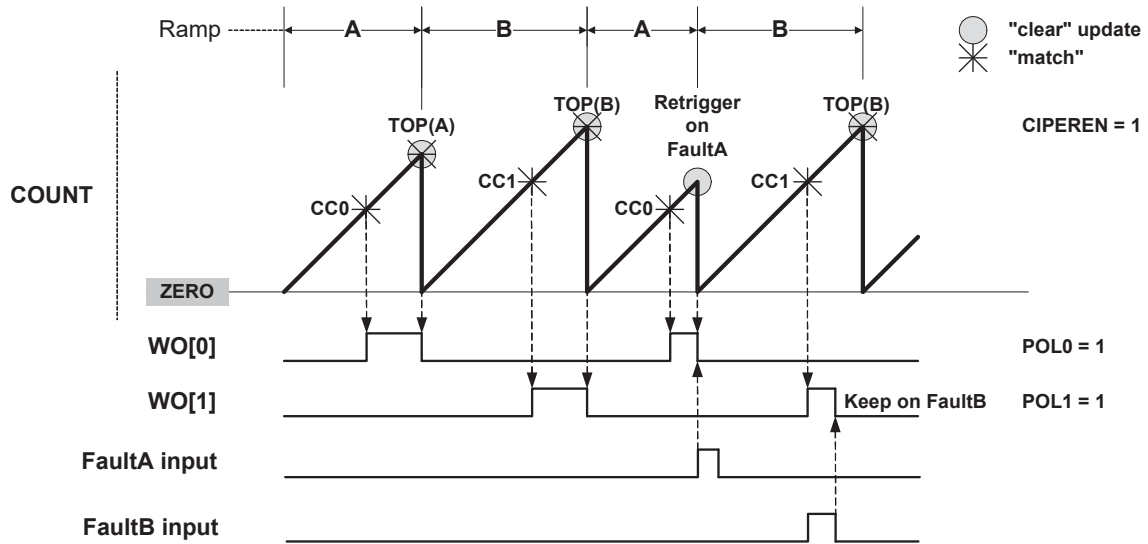 Ramp
A
B
A
B
"clear" update
"match"
TOP(A)
TOP(B)
Retrigger
on
FaultA
TOP(B)
CIPEREN = 1
COUNT
CC0
CC1
CC0
CC1
ZERO
WO[0]
POL0 = 1
WO[1]
Keep on FaultB
POL1 = 1
FaultA input
FaultB input